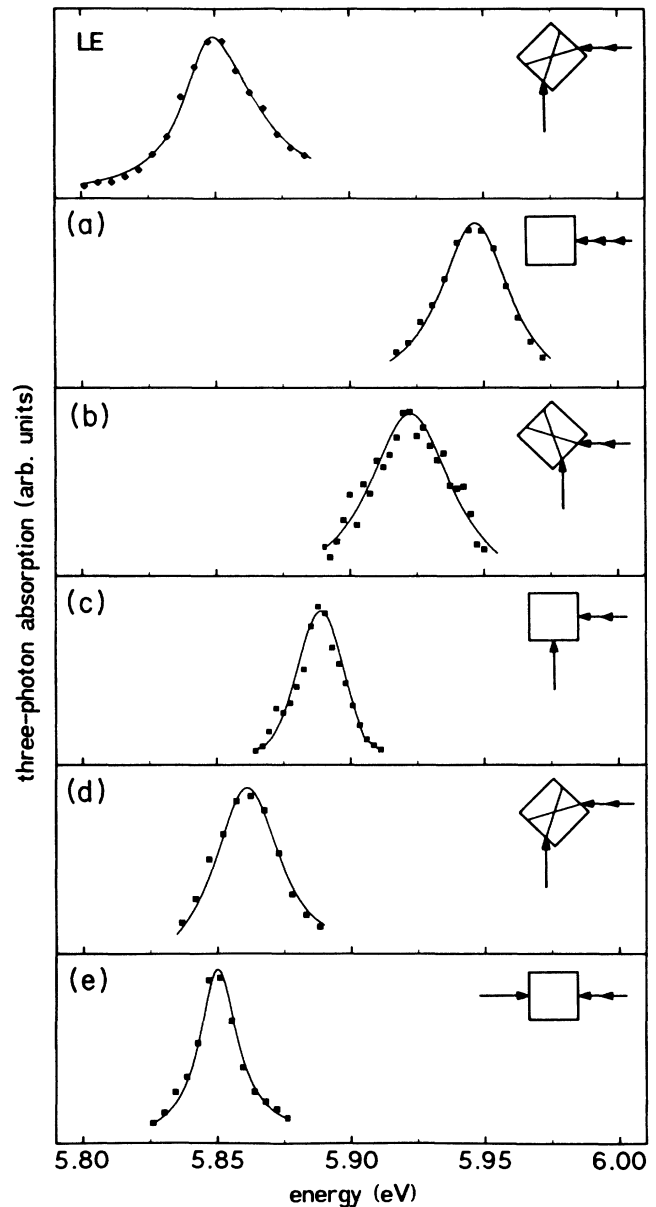 LE
(a)
(b)
(c)
(d)
(e)
three-photon absorption (arb. units)
5.80 5.85 5.90 5.95 6.00
energy (eV)